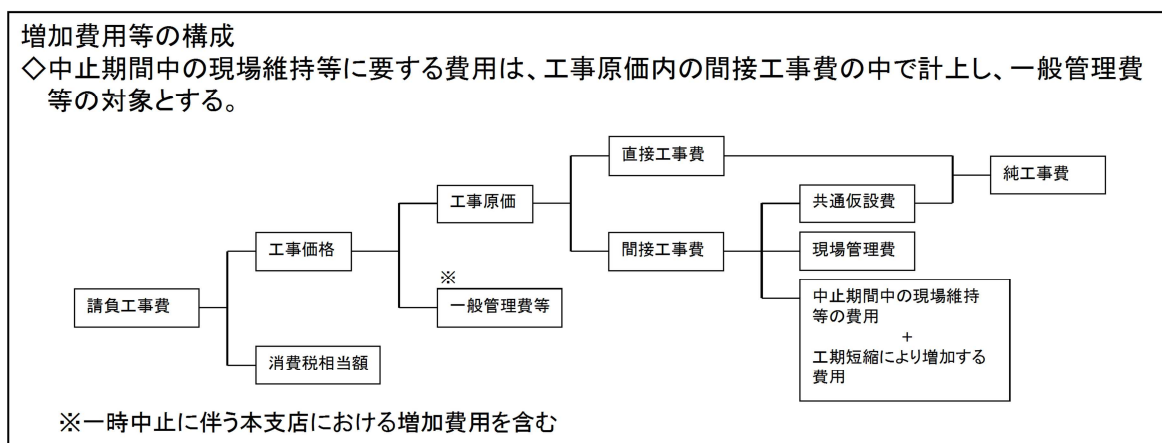 増加費用等の構成
◇中止期間中の現場維持等に要する費用は、工事原価内の間接工事費の中で計上し、一般管理費
等の対象とする。
直接工事費
純工事費
工事原価
共通仮設費
工事価格
間接工事費
現場管理費
※
請負工事費
一般管理費等
中止期間中の現場維持
等の費用
+
工期短縮により増加する
費用
消費税相当額
※一時中止に伴う本支店における増加費用を含む